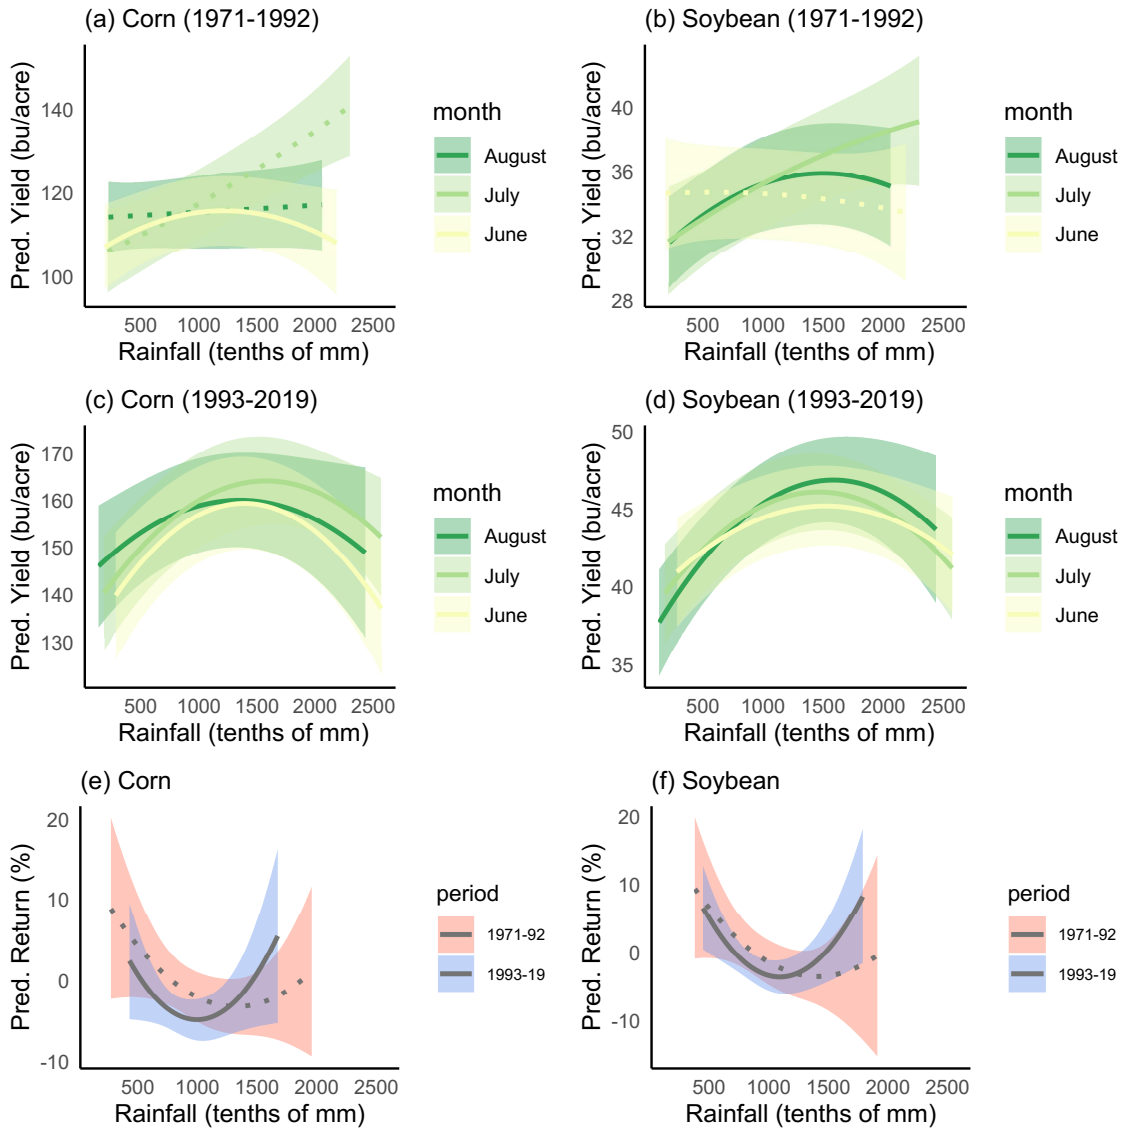 (a) Corn (1971-1992)
Pred. Yield (bu/acre)
140
120
100
500 1000 1500 2000 2500
Rainfall (tenths of mm)
month
August
July
June
(b) Soybean (1971-1992)
Pred. Yield (bu/acre)
40
36
32
28
500 1000 1500 2000 2500
Rainfall (tenths of mm)
month
August
July
June
(c) Corn (1993-2019)
Pred. Yield (bu/acre)
170
160
150
140
130
500 1000 1500 2000 2500
Rainfall (tenths of mm)
month
August
July
June
(d) Soybean (1993-2019)
Pred. Yield (bu/acre)
50
45
40
35
500 1000 1500 2000 2500
Rainfall (tenths of mm)
month
August
July
June
(e) Corn
Pred. Return (%)
20
10
0
-10
500 1000 1500 2000 2500
Rainfall (tenths of mm)
period
1971-92
1993-19
(f) Soybean
Pred. Return (%)
20
10
0
-10
500 1000 1500 2000 2500
Rainfall (tenths of mm)
period
1971-92
1993-19